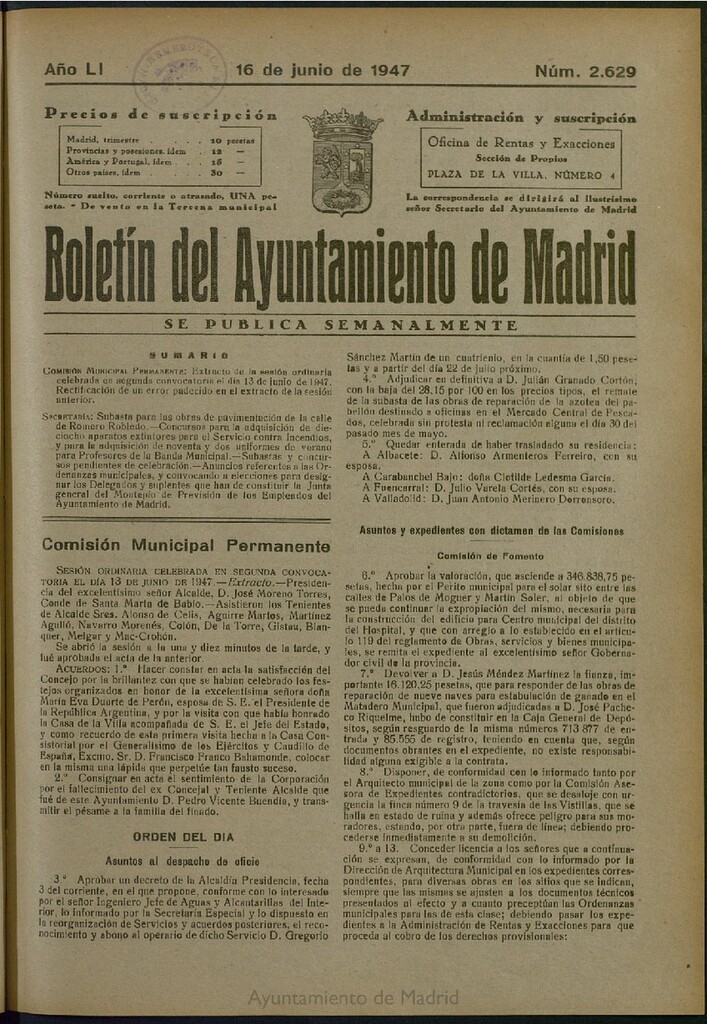 Año LI
16 de junio de 1947
Núm. 2.629
Precios de suscripción
Madrid, trimestre . . . 10 pesetas
Provincias y posesiones, ídem . 12 —
América y Portugal, ídem . . 15 —
Otros países, ídem . . . . 30 —
Número suelto, corriente o atrasado, UNA pe-
seta. - De venta en la Tercena municipal
Administración y suscripción
Oficina de Rentas y Exacciones
Sección de Propios
PLAZA DE LA VILLA, NÚMERO 4
La correspondencia se dirigirá al Ilustrísimo
señor Secretario del Ayuntamiento de Madrid
Boletín del Ayuntamiento de Madrid
SE PUBLICA SEMANALMENTE
SUMARIO
COMISIÓN MUNICIPAL PERMANENTE: Extracto de la sesión ordinaria
celebrada en segunda convocatoria el día 13 de junio de 1947.
Rectificación de un error padecido en el extracto de la sesión
anterior.
SECRETARÍA: Subasta para las obras de pavimentación de la calle
de Romero Robledo.—Concursos para la adquisición de die-
ciocho aparatos extintores para el Servicio contra Incendios,
y para la adquisición de noventa y dos uniformes de verano
para Profesores de la Banda Municipal.—Subastas y concur-
sos pendientes de celebración.—Anuncios referentes a las Or-
denanzas municipales, y convocando a elecciones para desig-
nar los Delegados y suplentes que han de constituir la Junta
general del Montepío de Previsión de los Empleados del
Ayuntamiento de Madrid.
Comisión Municipal Permanente
SESIÓN ORDINARIA CELEBRADA EN SEGUNDA CONVOCA-
TORIA EL DÍA 13 DE JUNIO DE 1947.—Extracto.—Presiden-
cia del excelentísimo señor Alcalde, D. José Moreno Torres,
Conde de Santa Marta de Babío.—Asistieron los Tenientes
de Alcalde Sres. Alonso de Celis, Aguirre Martos, Martínez
Agulló, Navarro Morenés, Colón, De la Torre, Gistau, Blan-
quer, Melgar y Mac-Crohón.
Se abrió la sesión a la una y diez minutos de la tarde, y
fué aprobada el acta de la anterior.
ACUERDOS: 1.° Hacer constar en acta la satisfacción del
Concejo por la brillantez con que se habían celebrado los fes-
tejos organizados en honor de la excelentísima señora doña
María Eva Duarte de Perón, esposa de S. E. el Presidente de
la República Argentina, y por la visita con que había honrado
la Casa de la Villa acompañada de S. E. el Jefe del Estado,
y como recuerdo de esta primera visita hecha a la Casa Con-
sistorial por el Generalísimo de los Ejércitos y Caudillo de
España, Excmo. Sr. D. Francisco Franco Bahamonde, colocar
en la misma una lápida que perpetúe tan fausto suceso.
2.° Consignar en acta el sentimiento de la Corporación
por el fallecimiento del ex Concejal y Teniente Alcalde que
fué de este Ayuntamiento D. Pedro Vicente Buendía, y trans-
mitir el pésame a la familia del finado.
ORDEN DEL DIA
Asuntos al despacho de oficio
3.° Aprobar un decreto de la Alcaldía Presidencia, fecha
3 del corriente, en el que propone, conforme con lo interesado
por el señor Ingeniero Jefe de Aguas y Alcantarillas del Inte-
rior, lo informado por la Secretaría Especial y lo dispuesto en
la reorganización de Servicios y acuerdos posteriores, el reco-
nocimiento y abono al operario de dicho Servicio D. Gregorio
Sánchez Martín de un cuatrienio, en la cuantía de 1,50 pese-
tas y a partir del día 22 de julio próximo.
4.° Adjudicar en definitiva a D. Julián Granado Cortón,
con la baja del 28,15 por 100 en los precios tipos, el remate
de la subasta de las obras de reparación de la azotea del pa-
bellón destinado a oficinas en el Mercado Central de Pesca-
dos, celebrada sin protesta ni reclamación alguna el día 30 del
pasado mes de mayo.
5.° Quedar enterada de haber trasladado su residencia:
A Albacete: D. Alfonso Armenteros Ferreiro, con su
esposa.
A Carabanchel Bajo: doña Clotilde Ledesma García.
A Fuencarral: D. Julio Varela Cortés, con su esposa.
A Valladolid: D. Juan Antonio Merinero Dorronsoro.
Asuntos y expedientes con dictamen de las Comisiones
Comisión de Fomento
6.° Aprobar la valoración, que asciende a 346.838,75 pe-
setas, hecha por el Perito municipal para el solar sito entre las
calles de Palos de Moguer y Martín Soler, al objeto de que
se pueda continuar la expropiación del mismo, necesaria para
la construcción del edificio para Centro municipal del distrito
del Hospital, y que con arreglo a lo establecido en el artícu-
lo 119 del reglamento de Obras, servicios y bienes municipa-
les, se remita el expediente al excelentísimo señor Goberna-
dor civil de la provincia.
7.° Devolver a D. Jesús Méndez Martínez la fianza, im-
portante 16.120,25 pesetas, que para responder de las obras de
reparación de nueve naves para estabulación de ganado en el
Matadero Municipal, que fueron adjudicadas a D. José Pache-
co Riquelme, hubo de constituir en la Caja General de Depó-
sitos, según resguardo de la misma números 713.877 de en-
trada y 85.555 de registro, teniendo en cuenta que, según
documentos obrantes en el expediente, no existe responsabi-
lidad alguna exigible a la contrata.
8.° Disponer, de conformidad con lo informado tanto por
el Arquitecto municipal de la zona como por la Comisión Ase-
sora de Expedientes contradictorios, que se desaloje con ur-
gencia la finca número 9 de la travesía de las Vistillas, que se
halla en estado de ruina y además ofrece peligro para sus mo-
radores, estando, por otra parte, fuera de línea; debiendo pro-
cederse inmediatamente a su demolición.
9.° a 13. Conceder licencia a los señores que a continua-
ción se expresan, de conformidad con lo informado por la
Dirección de Arquitectura Municipal en los expedientes corres-
pondientes, para diversas obras en los sitios que se indican,
siempre que las mismas se ajusten a los documentos técnicos
presentados al efecto y a cuanto preceptúan las Ordenanzas
municipales para las de esta clase; debiendo pasar los expe-
dientes a la Administración de Rentas y Exacciones para que
proceda al cobro de los derechos provisionales:
Ayuntamiento de Madrid